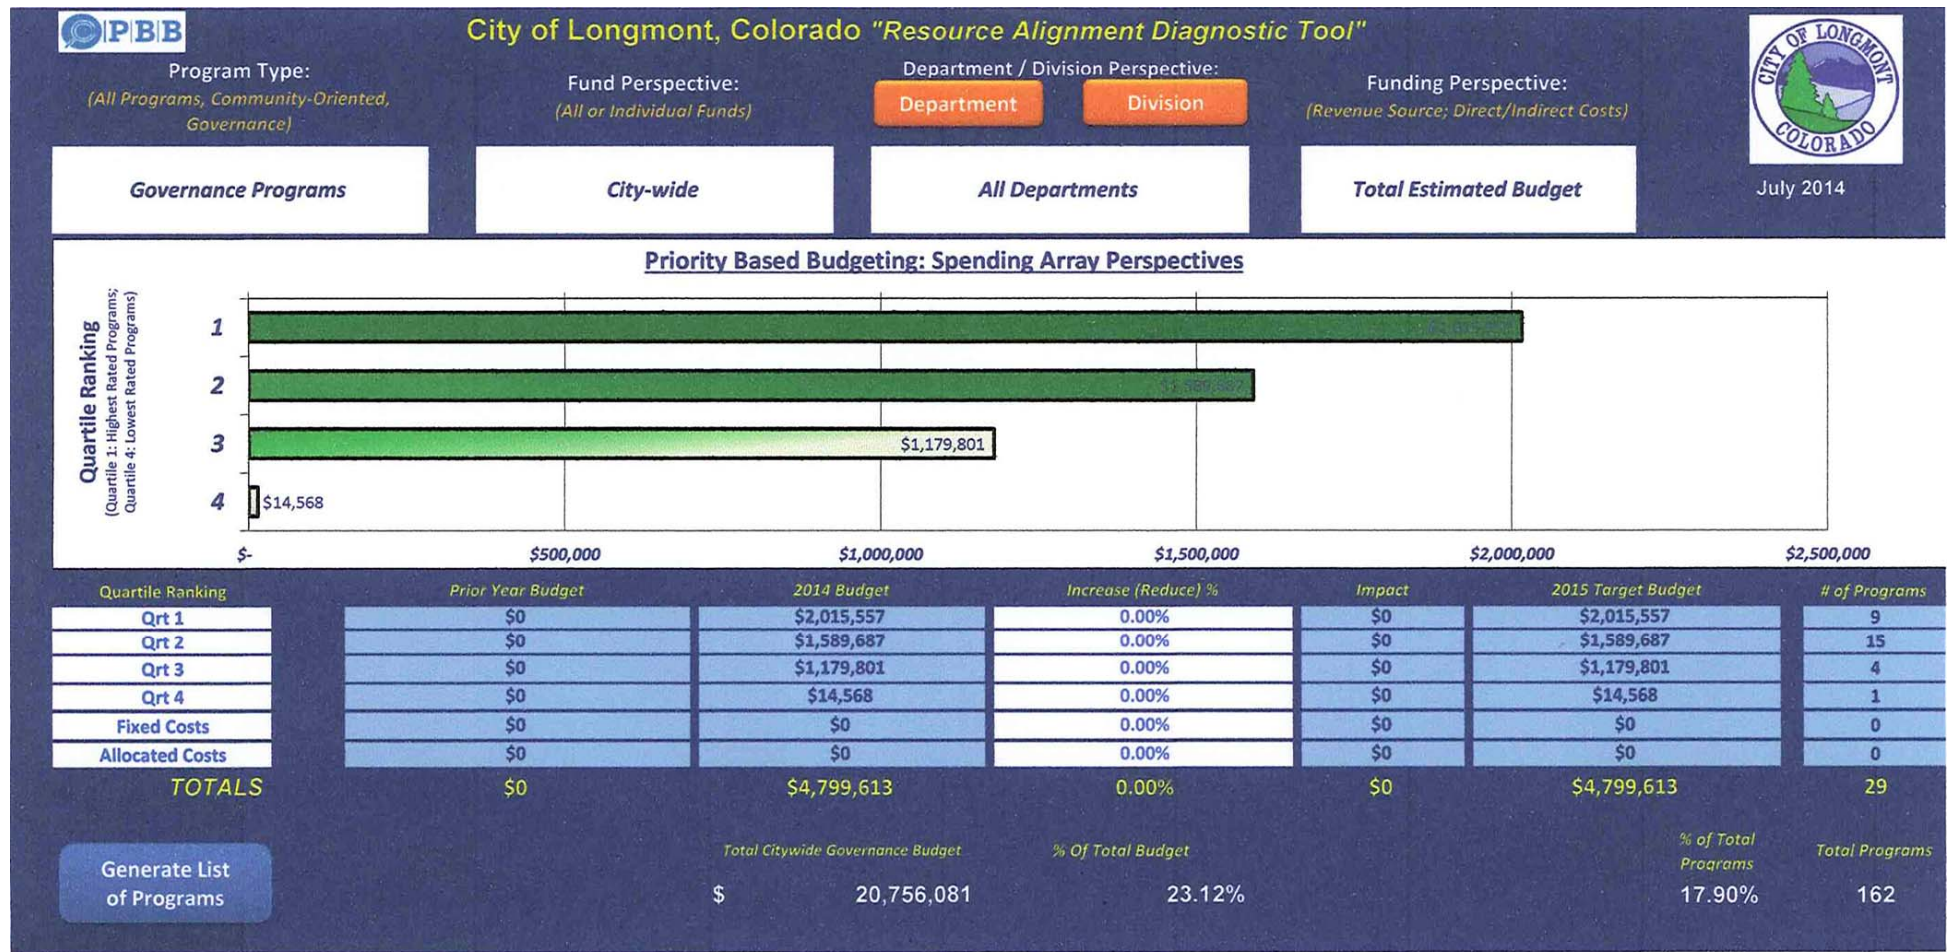 PBB
City of Longmont, Colorado "Resource Alignment Diagnostic Tool"
Program Type:
(All Programs, Community-Oriented,
Governance)
Fund Perspective:
(All or Individual Funds)
Department / Division Perspective:
Department
Division
Funding Perspective:
(Revenue Source; Direct/Indirect Costs)
CITY OF LONGMONT
COLORADO
Governance Programs
City-wide
All Departments
Total Estimated Budget
July 2014
Priority Based Budgeting: Spending Array Perspectives
Quartile Ranking
(Quartile 1: Highest Rated Programs;
Quartile 4: Lowest Rated Programs)
1
2 $1,589,687
3 $1,179,801
4 $14,568
$- $500,000 $1,000,000 $1,500,000 $2,000,000 $2,500,000
Quartile Ranking Prior Year Budget 2014 Budget Increase (Reduce) % Impact 2015 Target Budget # of Programs
Qrt 1 $0 $2,015,557 0.00% $0 $2,015,557 9
Qrt 2 $0 $1,589,687 0.00% $0 $1,589,687 15
Qrt 3 $0 $1,179,801 0.00% $0 $1,179,801 4
Qrt 4 $0 $14,568 0.00% $0 $14,568 1
Fixed Costs $0 $0 0.00% $0 $0 0
Allocated Costs $0 $0 0.00% $0 $0 0
TOTALS $0 $4,799,613 0.00% $0 $4,799,613 29
Generate List
of Programs
Total Citywide Governance Budget % Of Total Budget
$ 20,756,081 23.12%
% of Total
Programs
17.90%
Total Programs
162